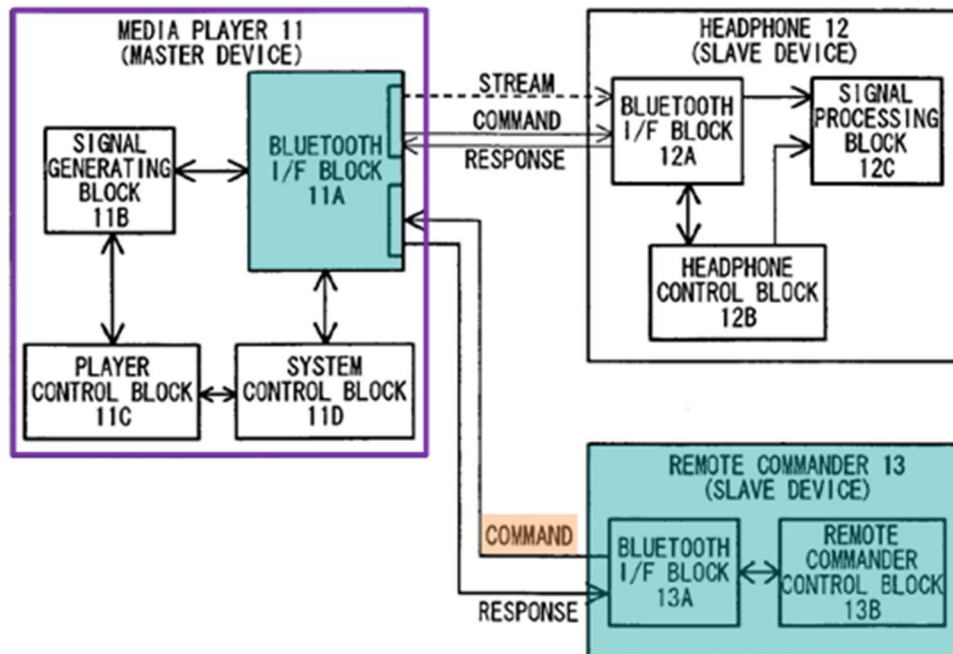 MEDIA PLAYER 11
(MASTER DEVICE)
SIGNAL
GENERATING
BLOCK
11B
BLUETOOTH
I/F BLOCK
11A
PLAYER
CONTROL BLOCK
11C
SYSTEM
CONTROL BLOCK
11D
STREAM
COMMAND
RESPONSE
HEADPHONE 12
(SLAVE DEVICE)
BLUETOOTH
I/F BLOCK
12A
SIGNAL
PROCESSING
BLOCK
12C
HEADPHONE
CONTROL BLOCK
12B
COMMAND
RESPONSE
REMOTE COMMANDER 13
(SLAVE DEVICE)
BLUETOOTH
I/F BLOCK
13A
REMOTE
COMMANDER
CONTROL BLOCK
13B